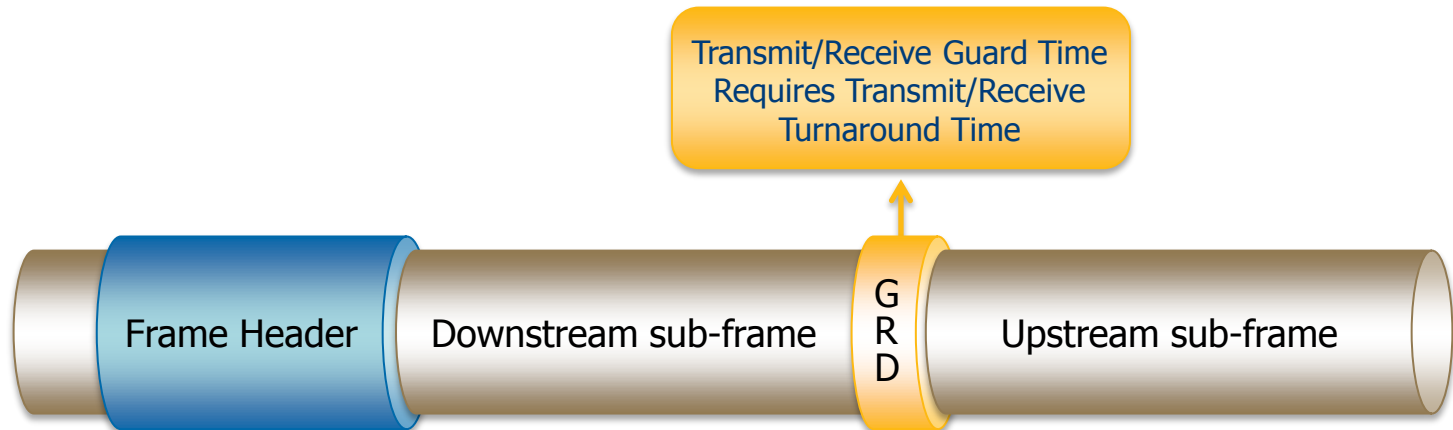 Transmit/Receive Guard Time
Requires Transmit/Receive
Turnaround Time
Frame Header
Downstream sub-frame
G
R
D
Upstream sub-frame